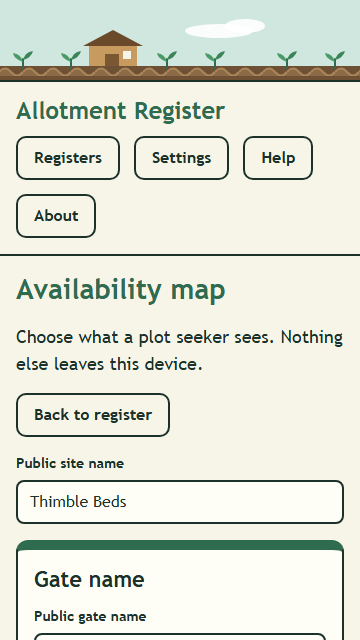 Allotment Register
Registers Settings Help
About
Availability map
Choose what a plot seeker sees. Nothing
else leaves this device.
Back to register
Public site name
Thimble Beds
Gate name
Public gate name